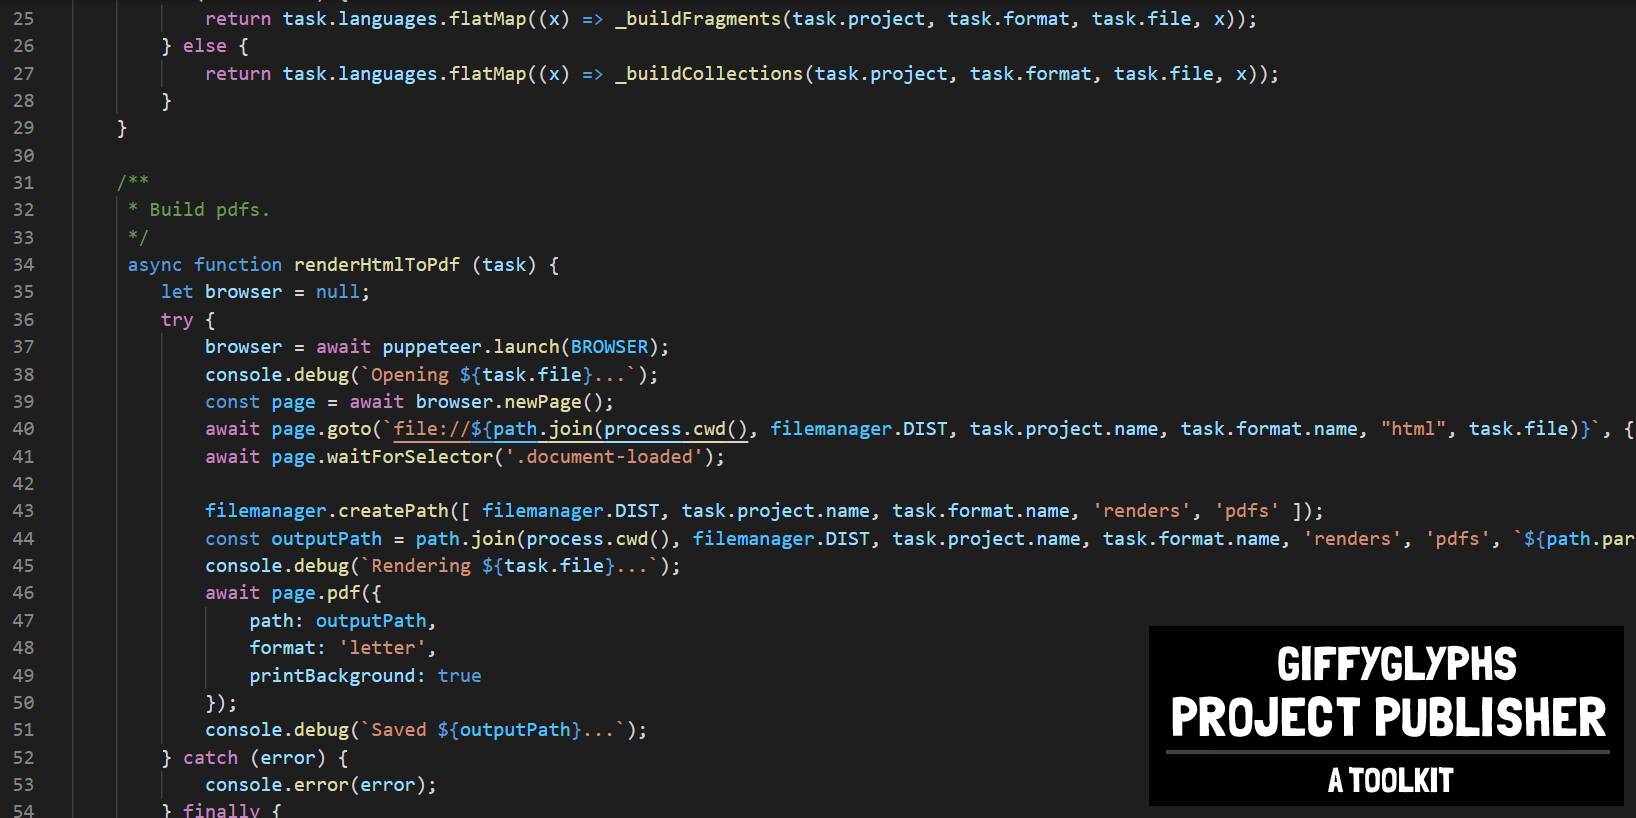 25 return task.languages.flatMap((x) => _buildFragments(task.project, task.format, task.file, x));
26 } else {
27 return task.languages.flatMap((x) => _buildCollections(task.project, task.format, task.file, x));
28 }
29 }
30
31 /**
32 * Build pdfs.
33 */
34 async function renderHtmlToPdf (task) {
35 let browser = null;
36 try {
37 browser = await puppeteer.launch(BROWSER);
38 console.debug(`Opening ${task.file}...`);
39 const page = await browser.newPage();
40 await page.goto(`file://${path.join(process.cwd(), filemanager.DIST, task.project.name, task.format.name, "html", task.file)}`, {
41 await page.waitForSelector('.document-loaded');
42
43 filemanager.createPath([ filemanager.DIST, task.project.name, task.format.name, 'renders', 'pdfs' ]);
44 const outputPath = path.join(process.cwd(), filemanager.DIST, task.project.name, task.format.name, 'renders', 'pdfs', `${path.par
45 console.debug(`Rendering ${task.file}...`);
46 await page.pdf({
47 path: outputPath,
48 format: 'letter',
49 printBackground: true
50 });
51 console.debug(`Saved ${outputPath}...`);
52 } catch (error) {
53 console.error(error);
54 } finally {
GIFFYGLYPHS
PROJECT PUBLISHER
A TOOLKIT